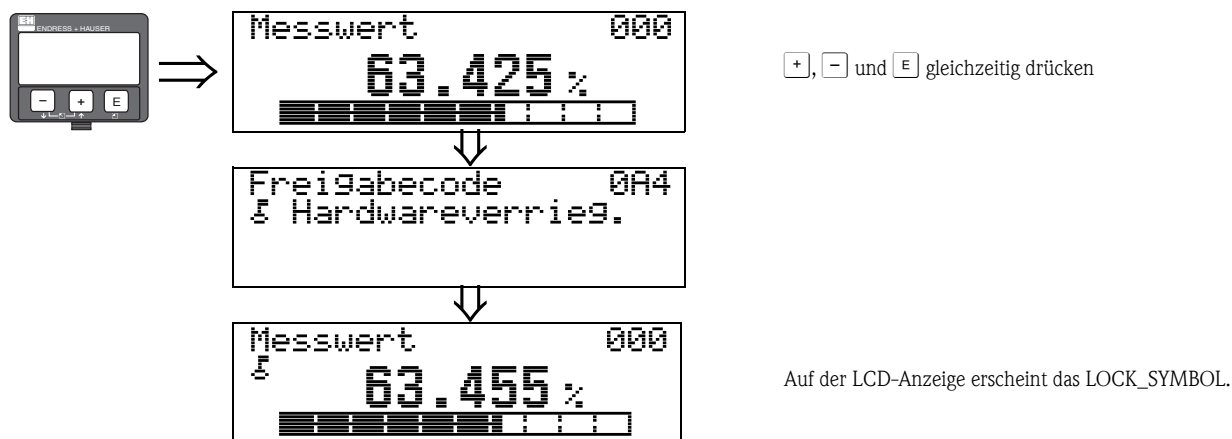 E+H
ENDRESS + HAUSER
- + E
Messwert 000
63.425 %
+, - und E gleichzeitig drücken
Freigabecode 0A4
Hardwareverrieg.
Messwert 000
63.455 %
Auf der LCD-Anzeige erscheint das LOCK_SYMBOL.